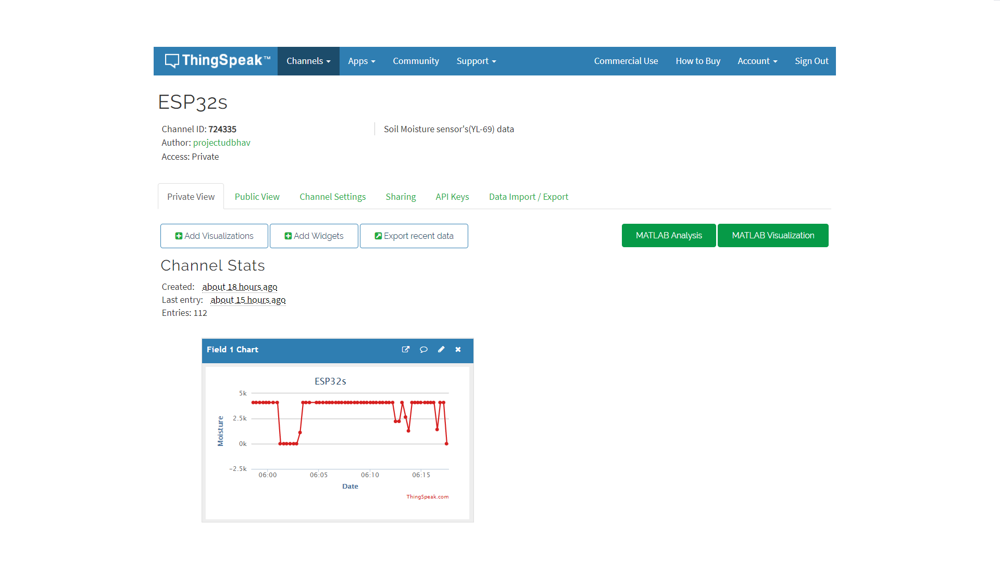 ThingSpeak™ Channels Apps Community Support Commercial Use How to Buy Account Sign Out
ESP32s
Channel ID: 724335
Soil Moisture sensor's(YL-69) data
Author: projectudbhav
Access: Private
Private View Public View Channel Settings Sharing API Keys Data Import / Export
Add Visualizations Add Widgets Export recent data MATLAB Analysis MATLAB Visualization
Channel Stats
Created: about 18 hours ago
Last entry: about 15 hours ago
Entries: 112
Field 1 Chart
ESP32s
5k
2.5k
0k
-2.5k
Moisture
06:00 06:05 06:10 06:15
Date
ThingSpeak.com